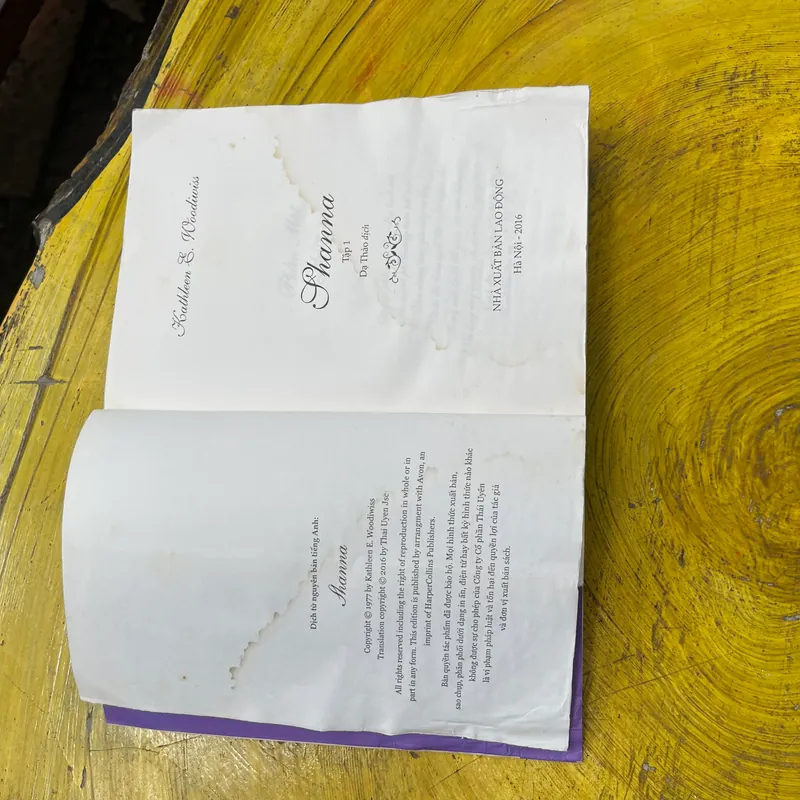 Dịch từ nguyên bản tiếng Anh:
Shanna
Copyright © 1977 by Kathleen E. Woodiwiss
Translation copyright © 2016 by Thai Uyen Jsc
All rights reserved including the right of reproduction in whole or in
part in any form. This edition is published by arrangment with Avon, an
imprint of HarperCollins Publishers.
Bản quyền tác phẩm đã được bảo hộ. Mọi hình thức xuất bản,
sao chụp, phân phối dưới dạng in ấn, điện tử hay bất kỳ hình thức nào khác
không được sự cho phép của Công ty Cổ phần Thái Uyên
là vi phạm pháp luật và tổn hại đến quyền lợi của tác giả
và đơn vị xuất bản sách.
Kathleen E. Woodiwiss
Shanna
Tập 1
Dạ Thảo dịch
NHÀ XUẤT BẢN LAO ĐỘNG
Hà Nội - 2016